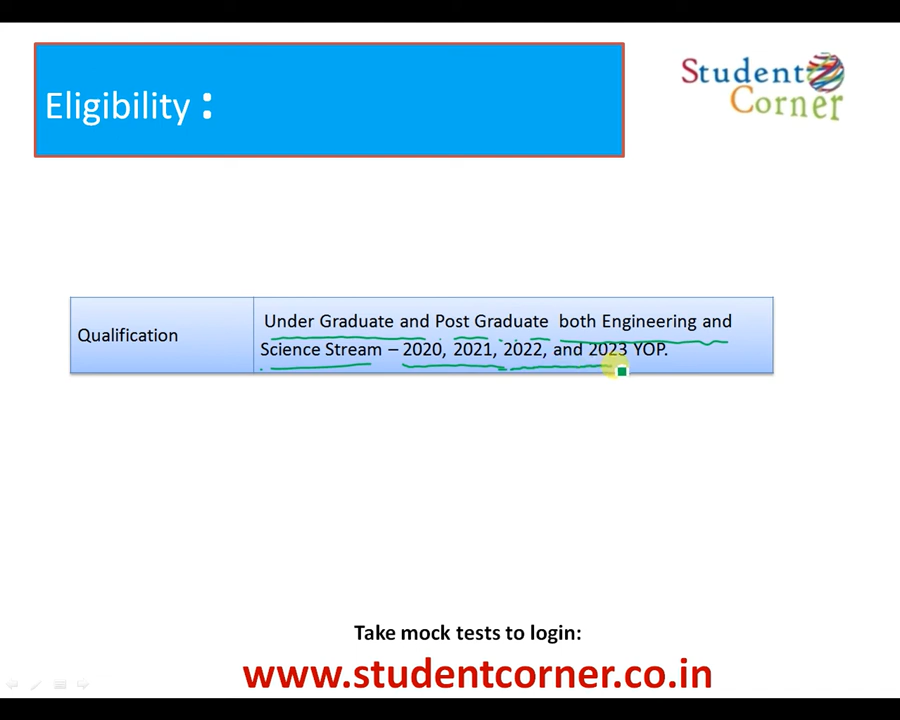 Eligibility :
Student
Corner
Qualification
Under Graduate and Post Graduate both Engineering and
Science Stream – 2020, 2021, 2022, and 2023 YOP.
Take mock tests to login:
www.studentcorner.co.in